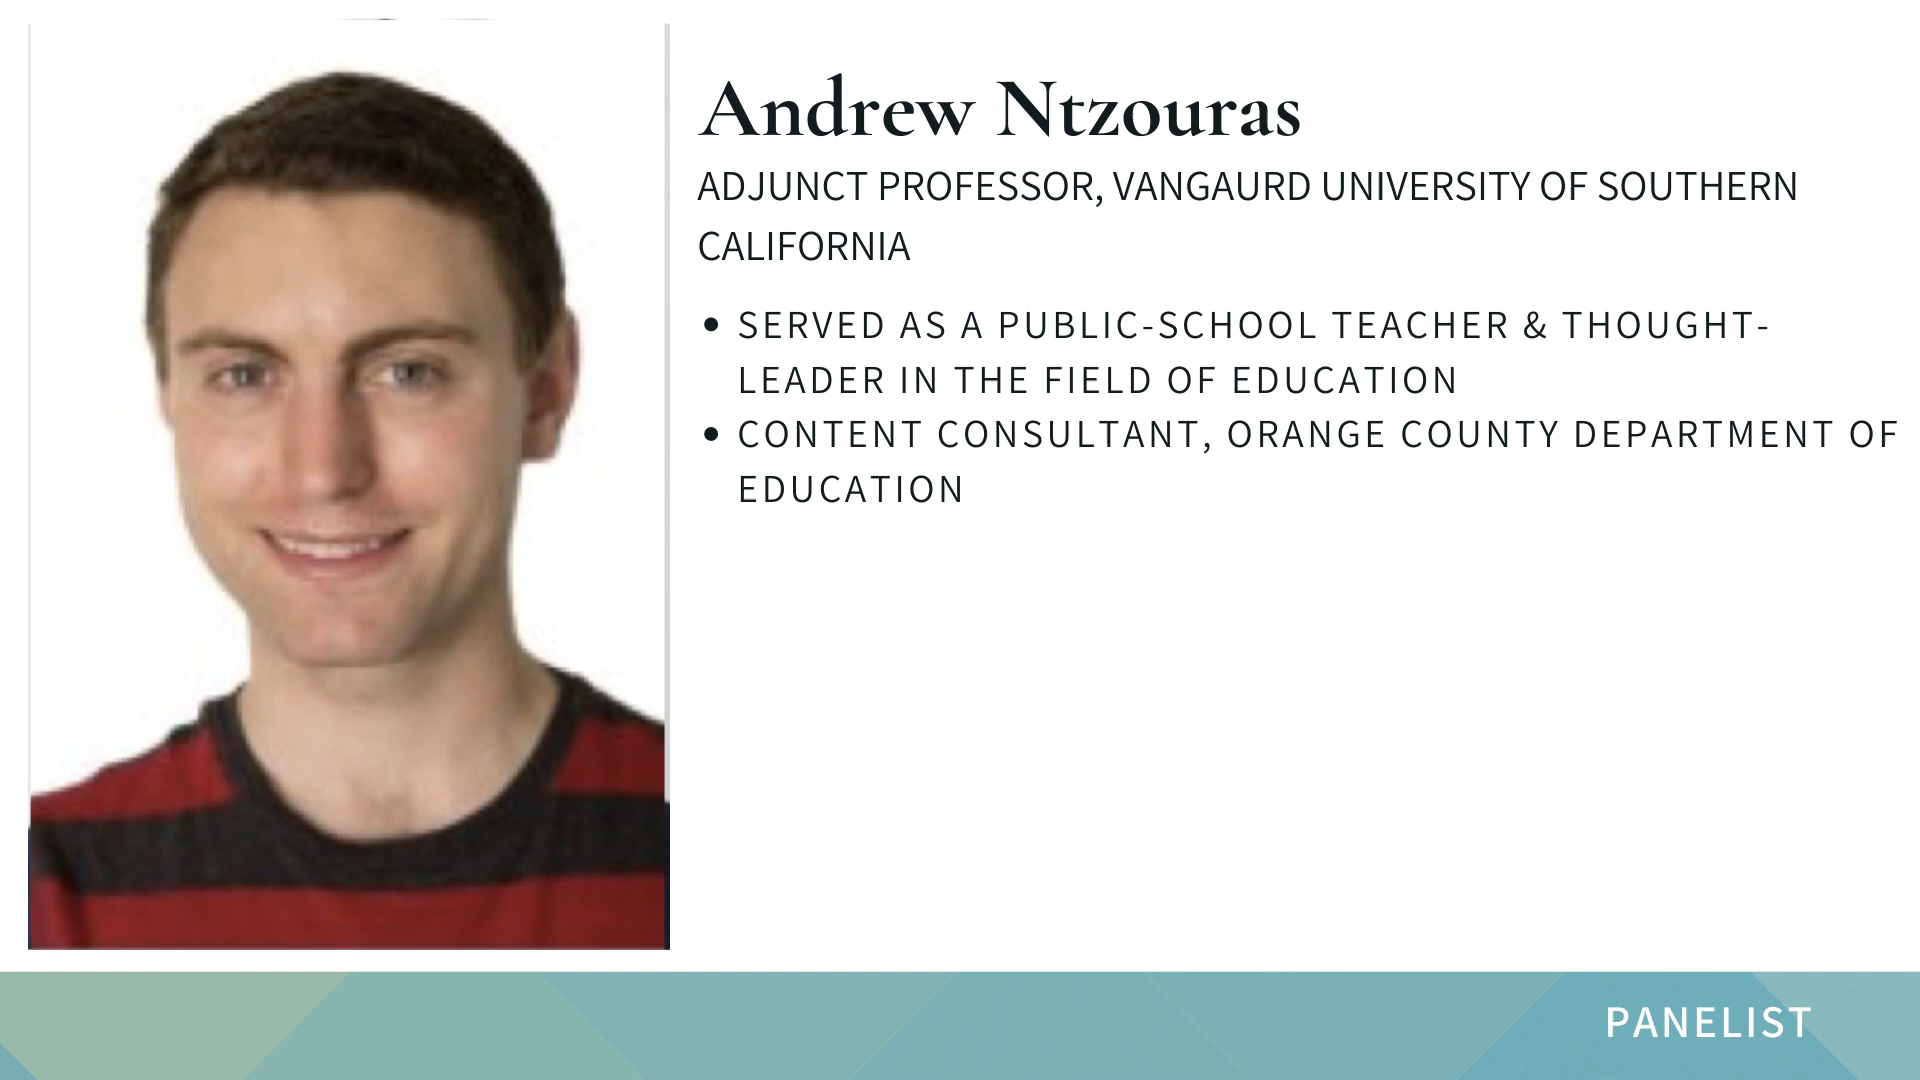 Andrew Ntzouras
ADJUNCT PROFESSOR, VANGAURD UNIVERSITY OF SOUTHERN
CALIFORNIA
• SERVED AS A PUBLIC-SCHOOL TEACHER & THOUGHT-
LEADER IN THE FIELD OF EDUCATION
• CONTENT CONSULTANT, ORANGE COUNTY DEPARTMENT OF
EDUCATION
PANELIST